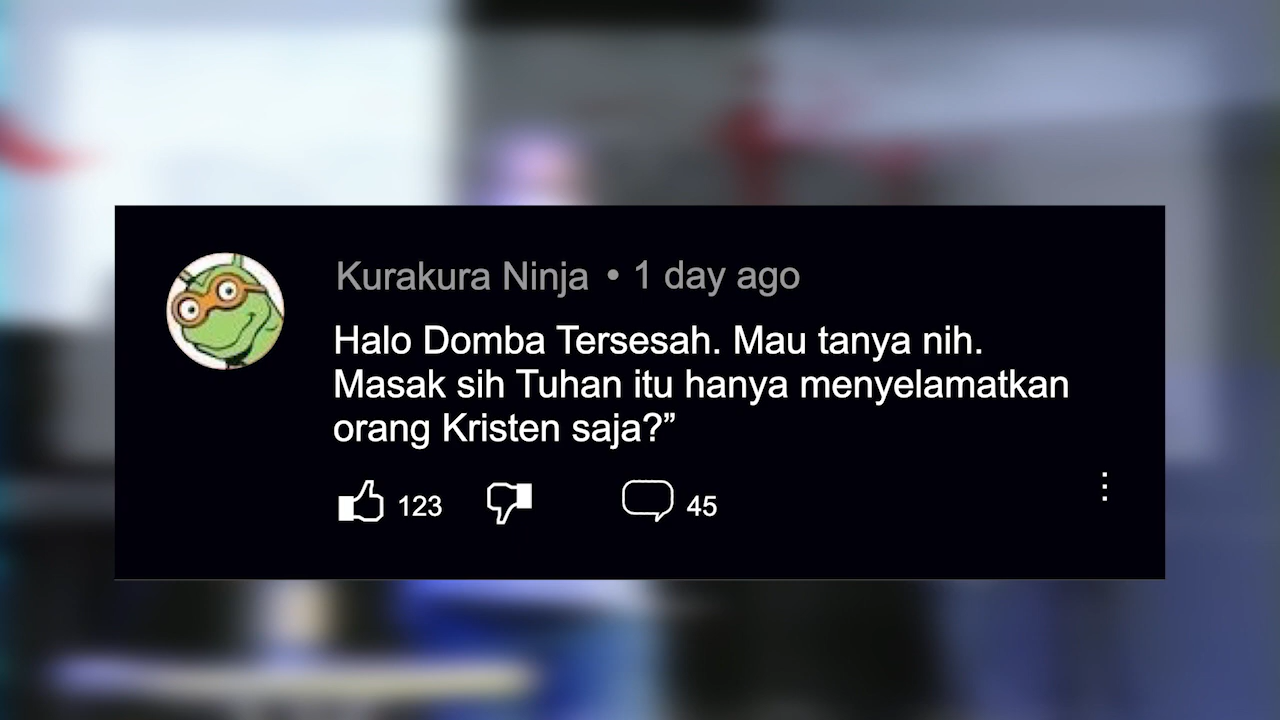 Kurakura Ninja • 1 day ago
Halo Domba Tersesah. Mau tanya nih.
Masak sih Tuhan itu hanya menyelamatkan
orang Kristen saja?”
123 45